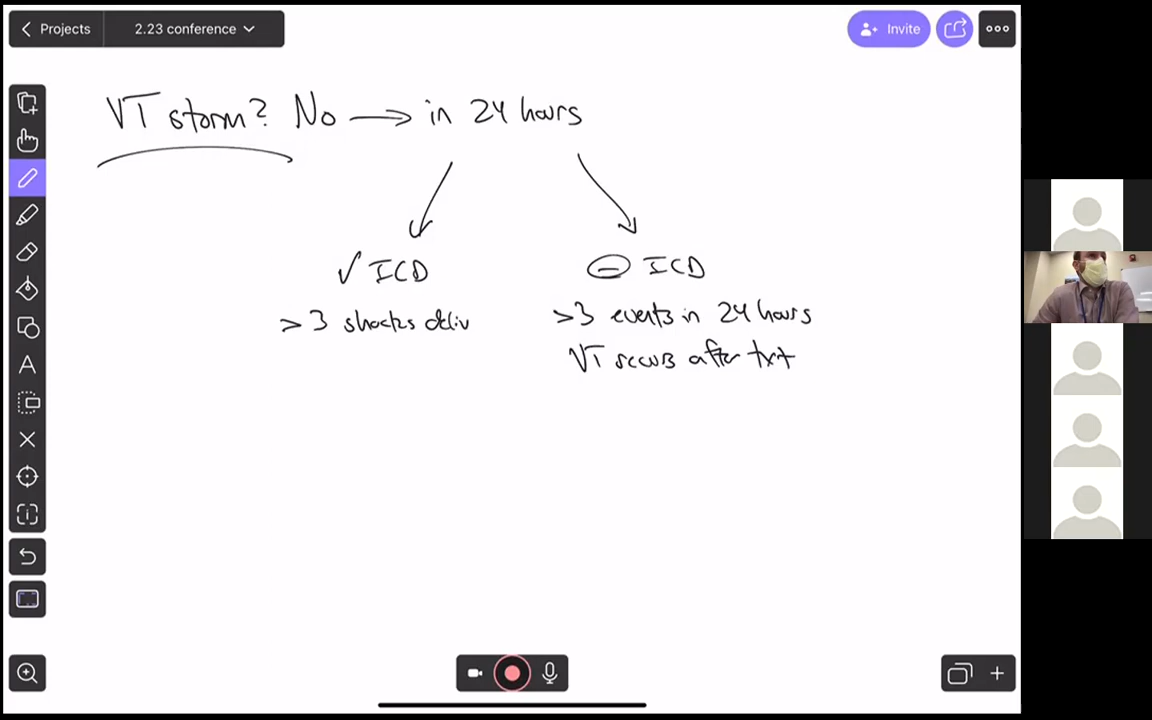 Projects
2.23 conference
Invite
VT storm? No → in 24 hours
✓ ICD
⊖ ICD
>3 shocks deliv
>3 events in 24 hours
VT occurs after txt
A